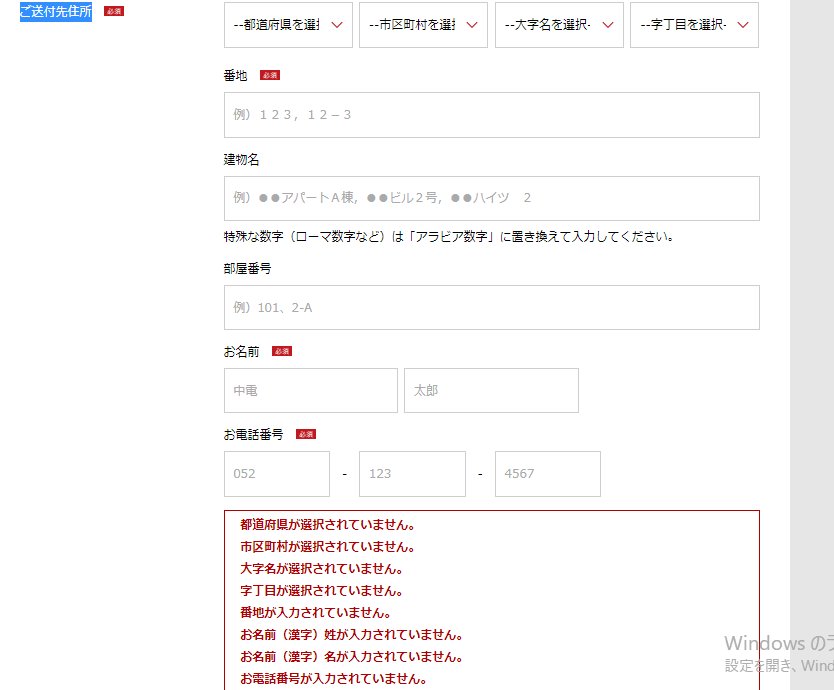 ご送付先住所 必須
--都道府県を選 --市区町村を選 --大字名を選択- --字丁目を選択-
番地 必須
例）１２３，１２－３
建物名
例）●●アパートＡ棟，●●ビル２号，●●ハイツ　２
特殊な数字（ローマ数字など）は「アラビア数字」に置き換えて入力してください。
部屋番号
例）101、2-A
お名前 必須
中電 太郎
お電話番号 必須
052 - 123 - 4567
都道府県が選択されていません。
市区町村が選択されていません。
大字名が選択されていません。
字丁目が選択されていません。
番地が入力されていません。
お名前（漢字）姓が入力されていません。
お名前（漢字）名が入力されていません。
お電話番号が入力されていません。
Windows のラ
設定を開き、Wind